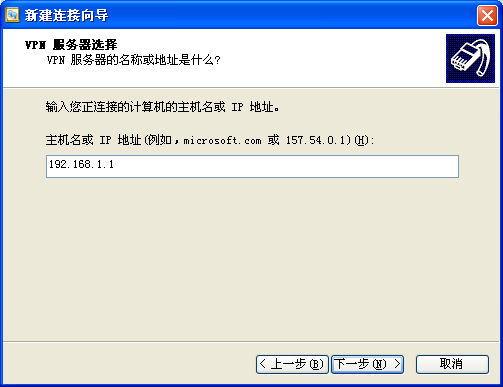 新建连接向导
VPN 服务器选择
VPN 服务器的名称或地址是什么?
输入您正连接的计算机的主机名或 IP 地址。
主机名或 IP 地址(例如，microsoft.com 或 157.54.0.1)(H):
192.168.1.1
< 上一步(B) 下一步(N) > 取消